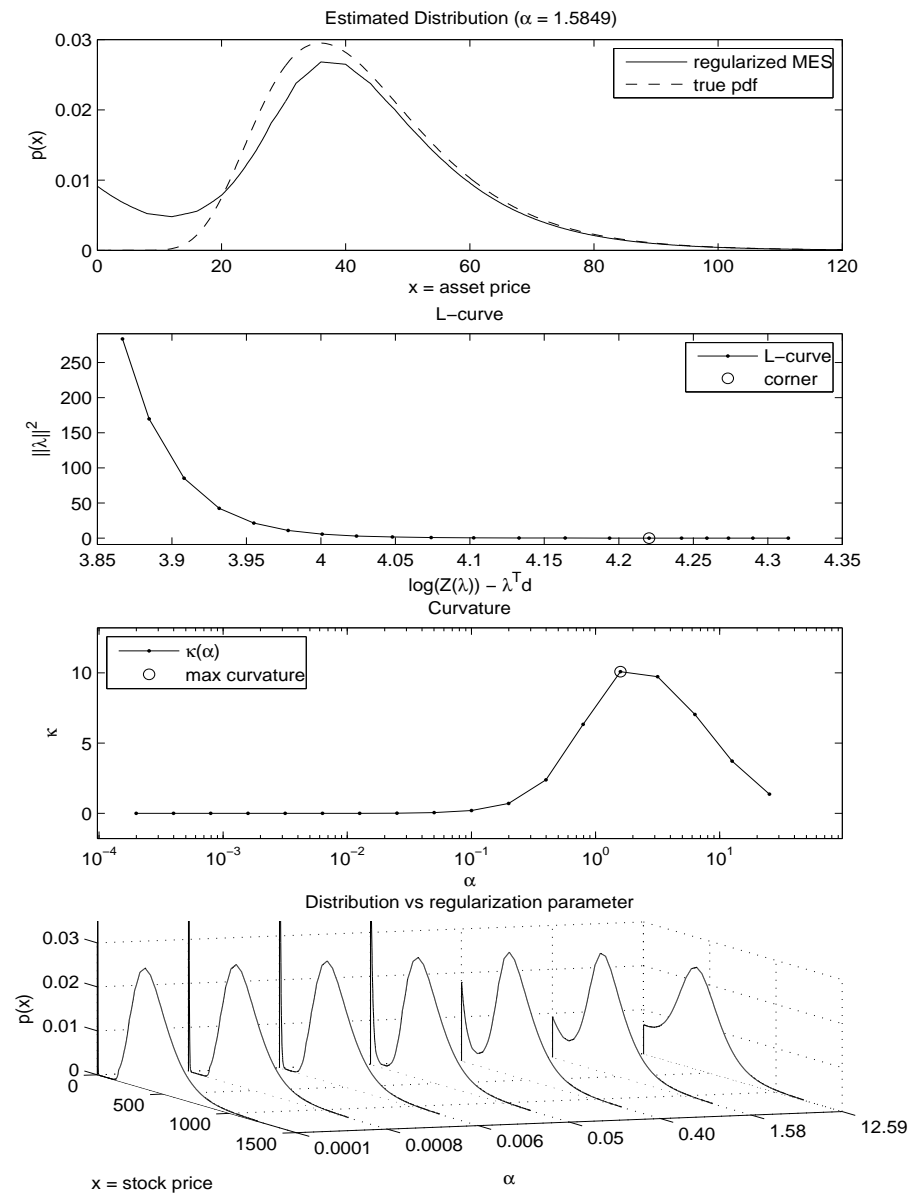 Estimated Distribution (α = 1.5849)
0.03
0.02
0.01
0
p(x)
regularized MES
true pdf
0 20 40 60 80 100 120
x = asset price
L−curve
250
200
150
100
50
0
||λ||²
L−curve
corner
3.85 3.9 3.95 4 4.05 4.1 4.15 4.2 4.25 4.3 4.35
log(Z(λ)) − λᵀd
Curvature
10
5
0
κ
κ(α)
max curvature
10⁻⁴ 10⁻³ 10⁻² 10⁻¹ 10⁰ 10¹
α
Distribution vs regularization parameter
0.03
0.02
0.01
0
p(x)
0
500
1000
1500
0.0001 0.0008 0.006 0.05 0.40 1.58 12.59
x = stock price
α